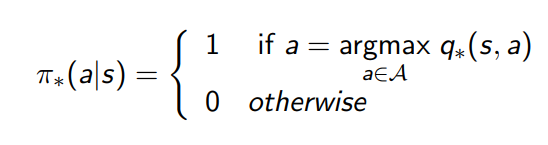 π∗(a|s) = { 1 if a = argmax q∗(s, a)
a∈𝒜
0 otherwise